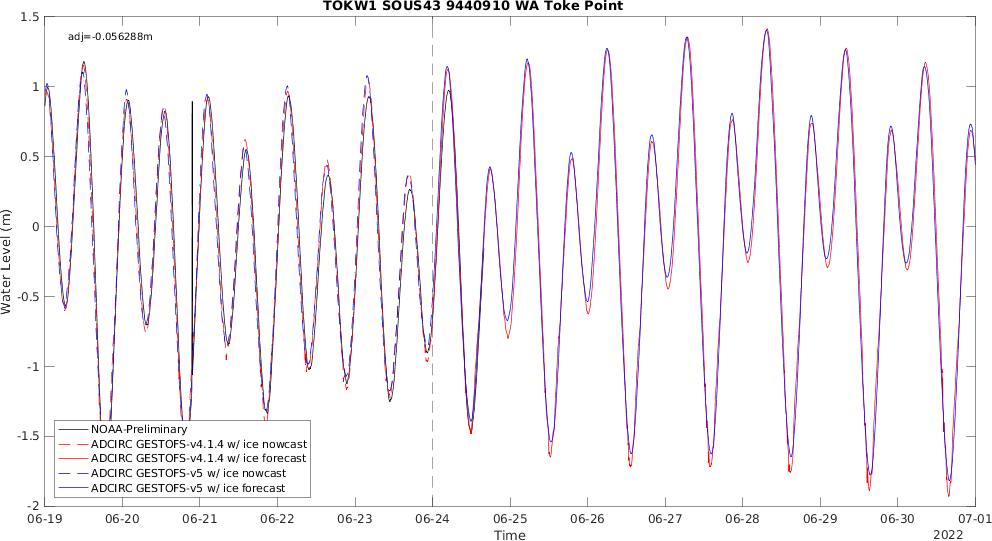 TOKW1 SOUS43 9440910 WA Toke Point
adj=-0.056288m
1.5
1
0.5
0
-0.5
-1
-1.5
-2
Water Level (m)
NOAA-Preliminary
ADCIRC GESTOFS-v4.1.4 w/ ice nowcast
ADCIRC GESTOFS-v4.1.4 w/ ice forecast
ADCIRC GESTOFS-v5 w/ ice nowcast
ADCIRC GESTOFS-v5 w/ ice forecast
06-19 06-20 06-21 06-22 06-23 06-24 06-25 06-26 06-27 06-28 06-29 06-30 07-01
Time
2022